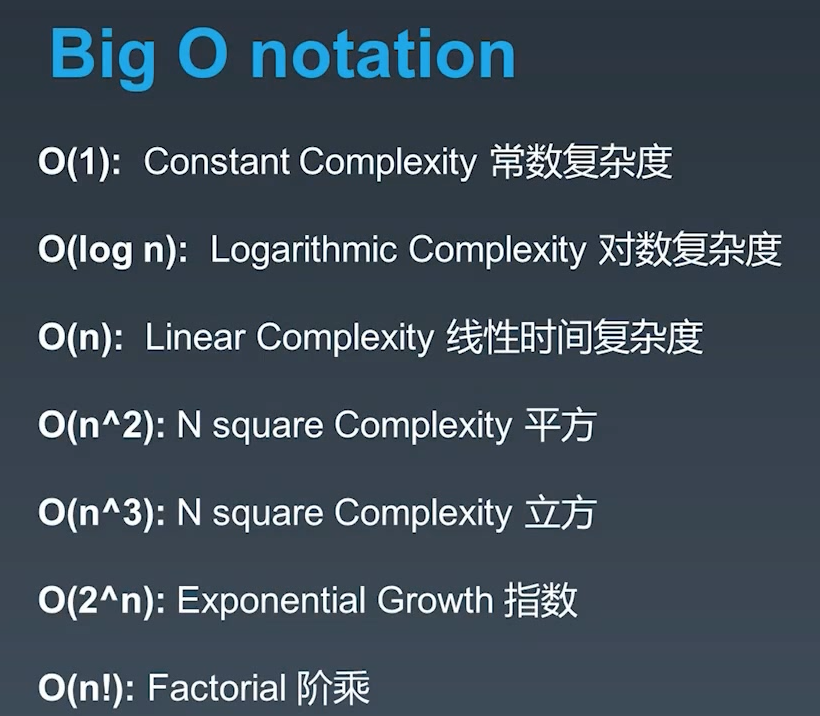 Big O notation
O(1): Constant Complexity 常数复杂度
O(log n): Logarithmic Complexity 对数复杂度
O(n): Linear Complexity 线性时间复杂度
O(n^2): N square Complexity 平方
O(n^3): N square Complexity 立方
O(2^n): Exponential Growth 指数
O(n!): Factorial 阶乘